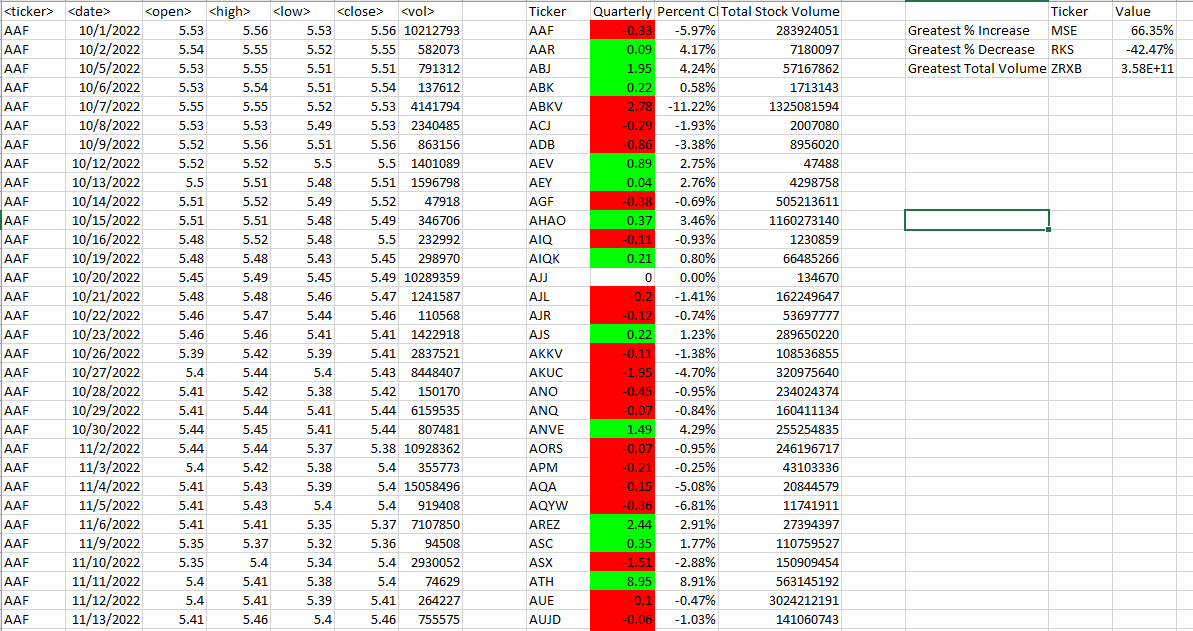 <ticker> <date> <open> <high> <low> <close> <vol> Ticker Quarterly Percent Cl Total Stock Volume Ticker Value
AAF 10/1/2022 5.53 5.56 5.53 5.56 10212793 AAF -0.33 -5.97% 283924051 Greatest % Increase MSE 66.35%
AAF 10/2/2022 5.54 5.55 5.52 5.55 582073 AAR 0.09 4.17% 7180097 Greatest % Decrease RKS -42.47%
AAF 10/5/2022 5.53 5.55 5.51 5.51 791312 ABJ 1.95 4.24% 57167862 Greatest Total Volume ZRXB 3.58E+11
AAF 10/6/2022 5.53 5.54 5.51 5.54 137612 ABK 0.22 0.58% 1713143
AAF 10/7/2022 5.55 5.55 5.52 5.53 4141794 ABKV -2.78 -11.22% 1325081594
AAF 10/8/2022 5.53 5.53 5.49 5.53 2340485 ACJ -0.29 -1.93% 2007080
AAF 10/9/2022 5.52 5.56 5.51 5.56 863156 ADB -0.86 -3.38% 8956020
AAF 10/12/2022 5.52 5.52 5.5 5.5 1401089 AEV 0.89 2.75% 47488
AAF 10/13/2022 5.5 5.51 5.48 5.51 1596798 AEY 0.04 2.76% 4298758
AAF 10/14/2022 5.51 5.52 5.49 5.52 47918 AGF -0.38 -0.69% 505213611
AAF 10/15/2022 5.51 5.51 5.48 5.49 346706 AHAO 0.37 3.46% 1160273140
AAF 10/16/2022 5.48 5.52 5.48 5.5 232992 AIQ -0.11 -0.93% 1230859
AAF 10/19/2022 5.48 5.48 5.43 5.45 298970 AIQK 0.21 0.80% 66485266
AAF 10/20/2022 5.45 5.49 5.45 5.49 10289359 AJJ 0 0.00% 134670
AAF 10/21/2022 5.48 5.48 5.46 5.47 1241587 AJL -0.2 -1.41% 162249647
AAF 10/22/2022 5.46 5.47 5.44 5.46 110568 AJR -0.12 -0.74% 53697777
AAF 10/23/2022 5.46 5.46 5.41 5.41 1422918 AJS 0.22 1.23% 289650220
AAF 10/26/2022 5.39 5.42 5.39 5.41 2837521 AKKV -0.11 -1.38% 108536855
AAF 10/27/2022 5.4 5.44 5.4 5.43 8448407 AKUC -1.95 -4.70% 320975640
AAF 10/28/2022 5.41 5.42 5.38 5.42 150170 ANO -0.45 -0.95% 234024374
AAF 10/29/2022 5.41 5.44 5.41 5.44 6159535 ANQ -0.07 -0.84% 160411134
AAF 10/30/2022 5.44 5.45 5.41 5.44 807481 ANVE 1.49 4.29% 255254835
AAF 11/2/2022 5.44 5.44 5.37 5.38 10928362 AORS -0.07 -0.95% 246196717
AAF 11/3/2022 5.4 5.42 5.38 5.4 355773 APM -0.21 -0.25% 43103336
AAF 11/4/2022 5.41 5.43 5.39 5.4 15058496 AQA -0.15 -5.08% 20844579
AAF 11/5/2022 5.41 5.43 5.4 5.4 919408 AQYW -0.36 -6.81% 11741911
AAF 11/6/2022 5.41 5.41 5.35 5.37 7107850 AREZ 2.44 2.91% 27394397
AAF 11/9/2022 5.35 5.37 5.32 5.36 94508 ASC 0.35 1.77% 110759527
AAF 11/10/2022 5.35 5.4 5.34 5.4 2930052 ASX -1.51 -2.88% 150909454
AAF 11/11/2022 5.4 5.41 5.38 5.4 74629 ATH 8.95 8.91% 563145192
AAF 11/12/2022 5.4 5.41 5.39 5.41 264227 AUE -0.1 -0.47% 3024212191
AAF 11/13/2022 5.41 5.46 5.4 5.46 755575 AUJD -0.06 -1.03% 141060743